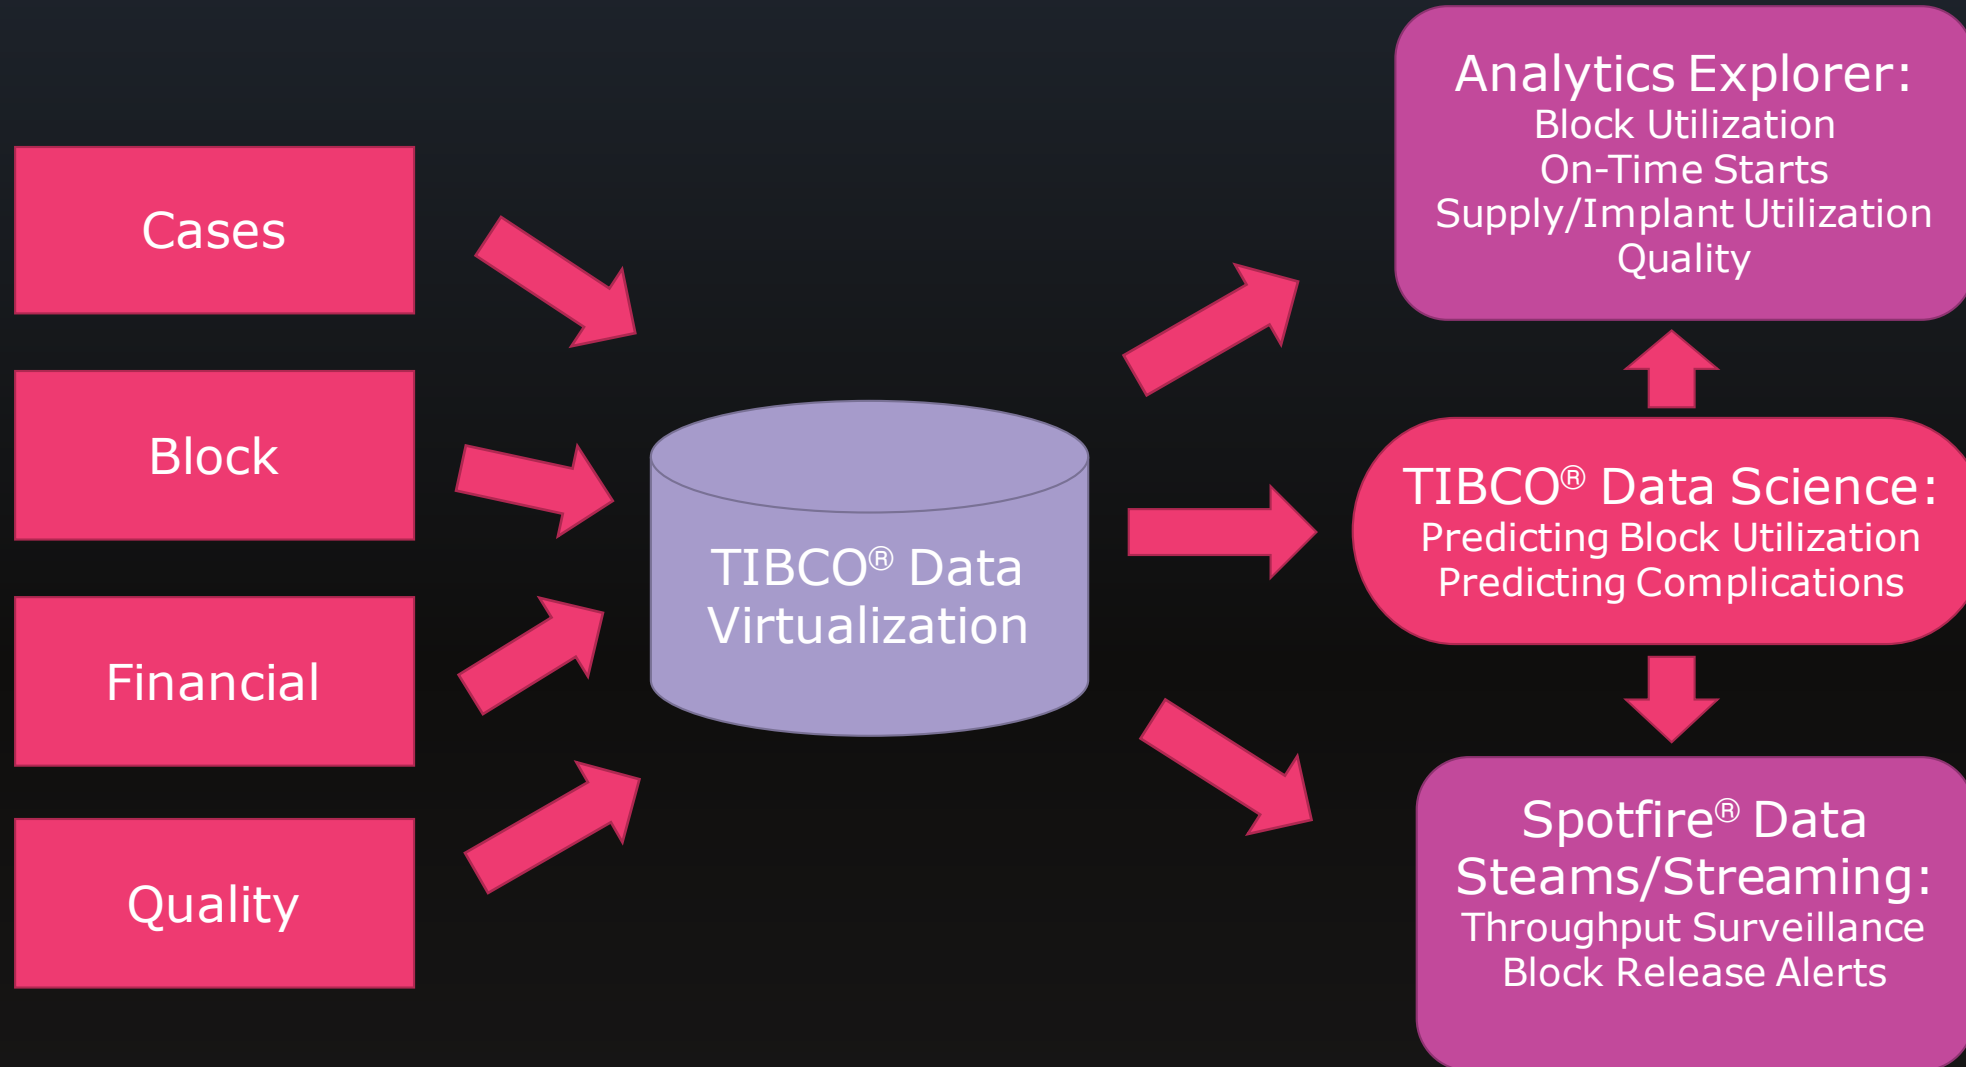 Cases
Block
Financial
Quality
TIBCO® Data
Virtualization
Analytics Explorer:
Block Utilization
On-Time Starts
Supply/Implant Utilization
Quality
TIBCO® Data Science:
Predicting Block Utilization
Predicting Complications
Spotfire® Data
Steams/Streaming:
Throughput Surveillance
Block Release Alerts